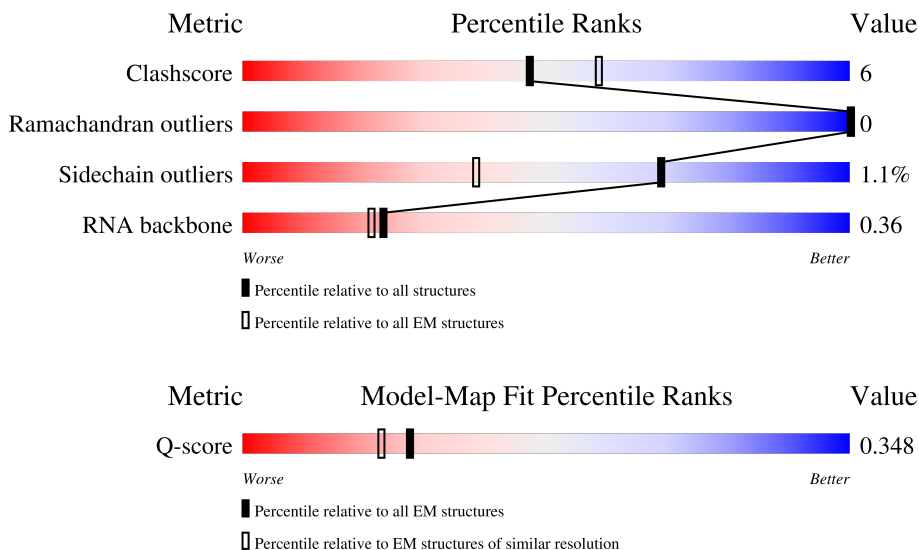 Metric Percentile Ranks Value
Clashscore 6
Ramachandran outliers 0
Sidechain outliers 1.1%
RNA backbone 0.36
Worse Better
Percentile relative to all structures
Percentile relative to all EM structures
Metric Model-Map Fit Percentile Ranks Value
Q-score 0.348
Worse Better
Percentile relative to all EM structures
Percentile relative to EM structures of similar resolution